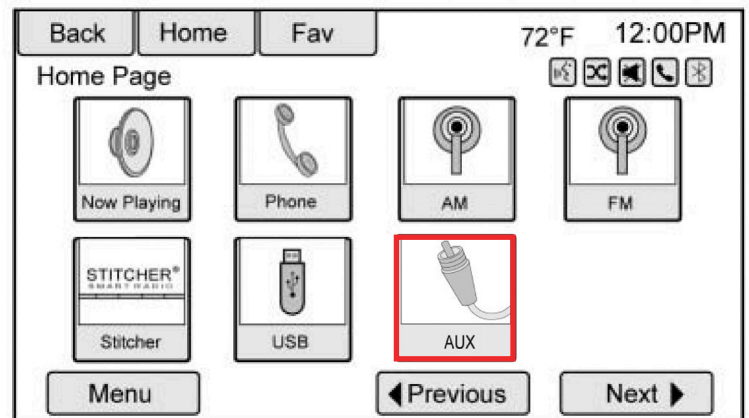 Back Home Fav 72°F 12:00PM
Home Page
Now Playing Phone AM FM
STITCHER®
SMART RADIO
Stitcher USB AUX
Menu Previous Next